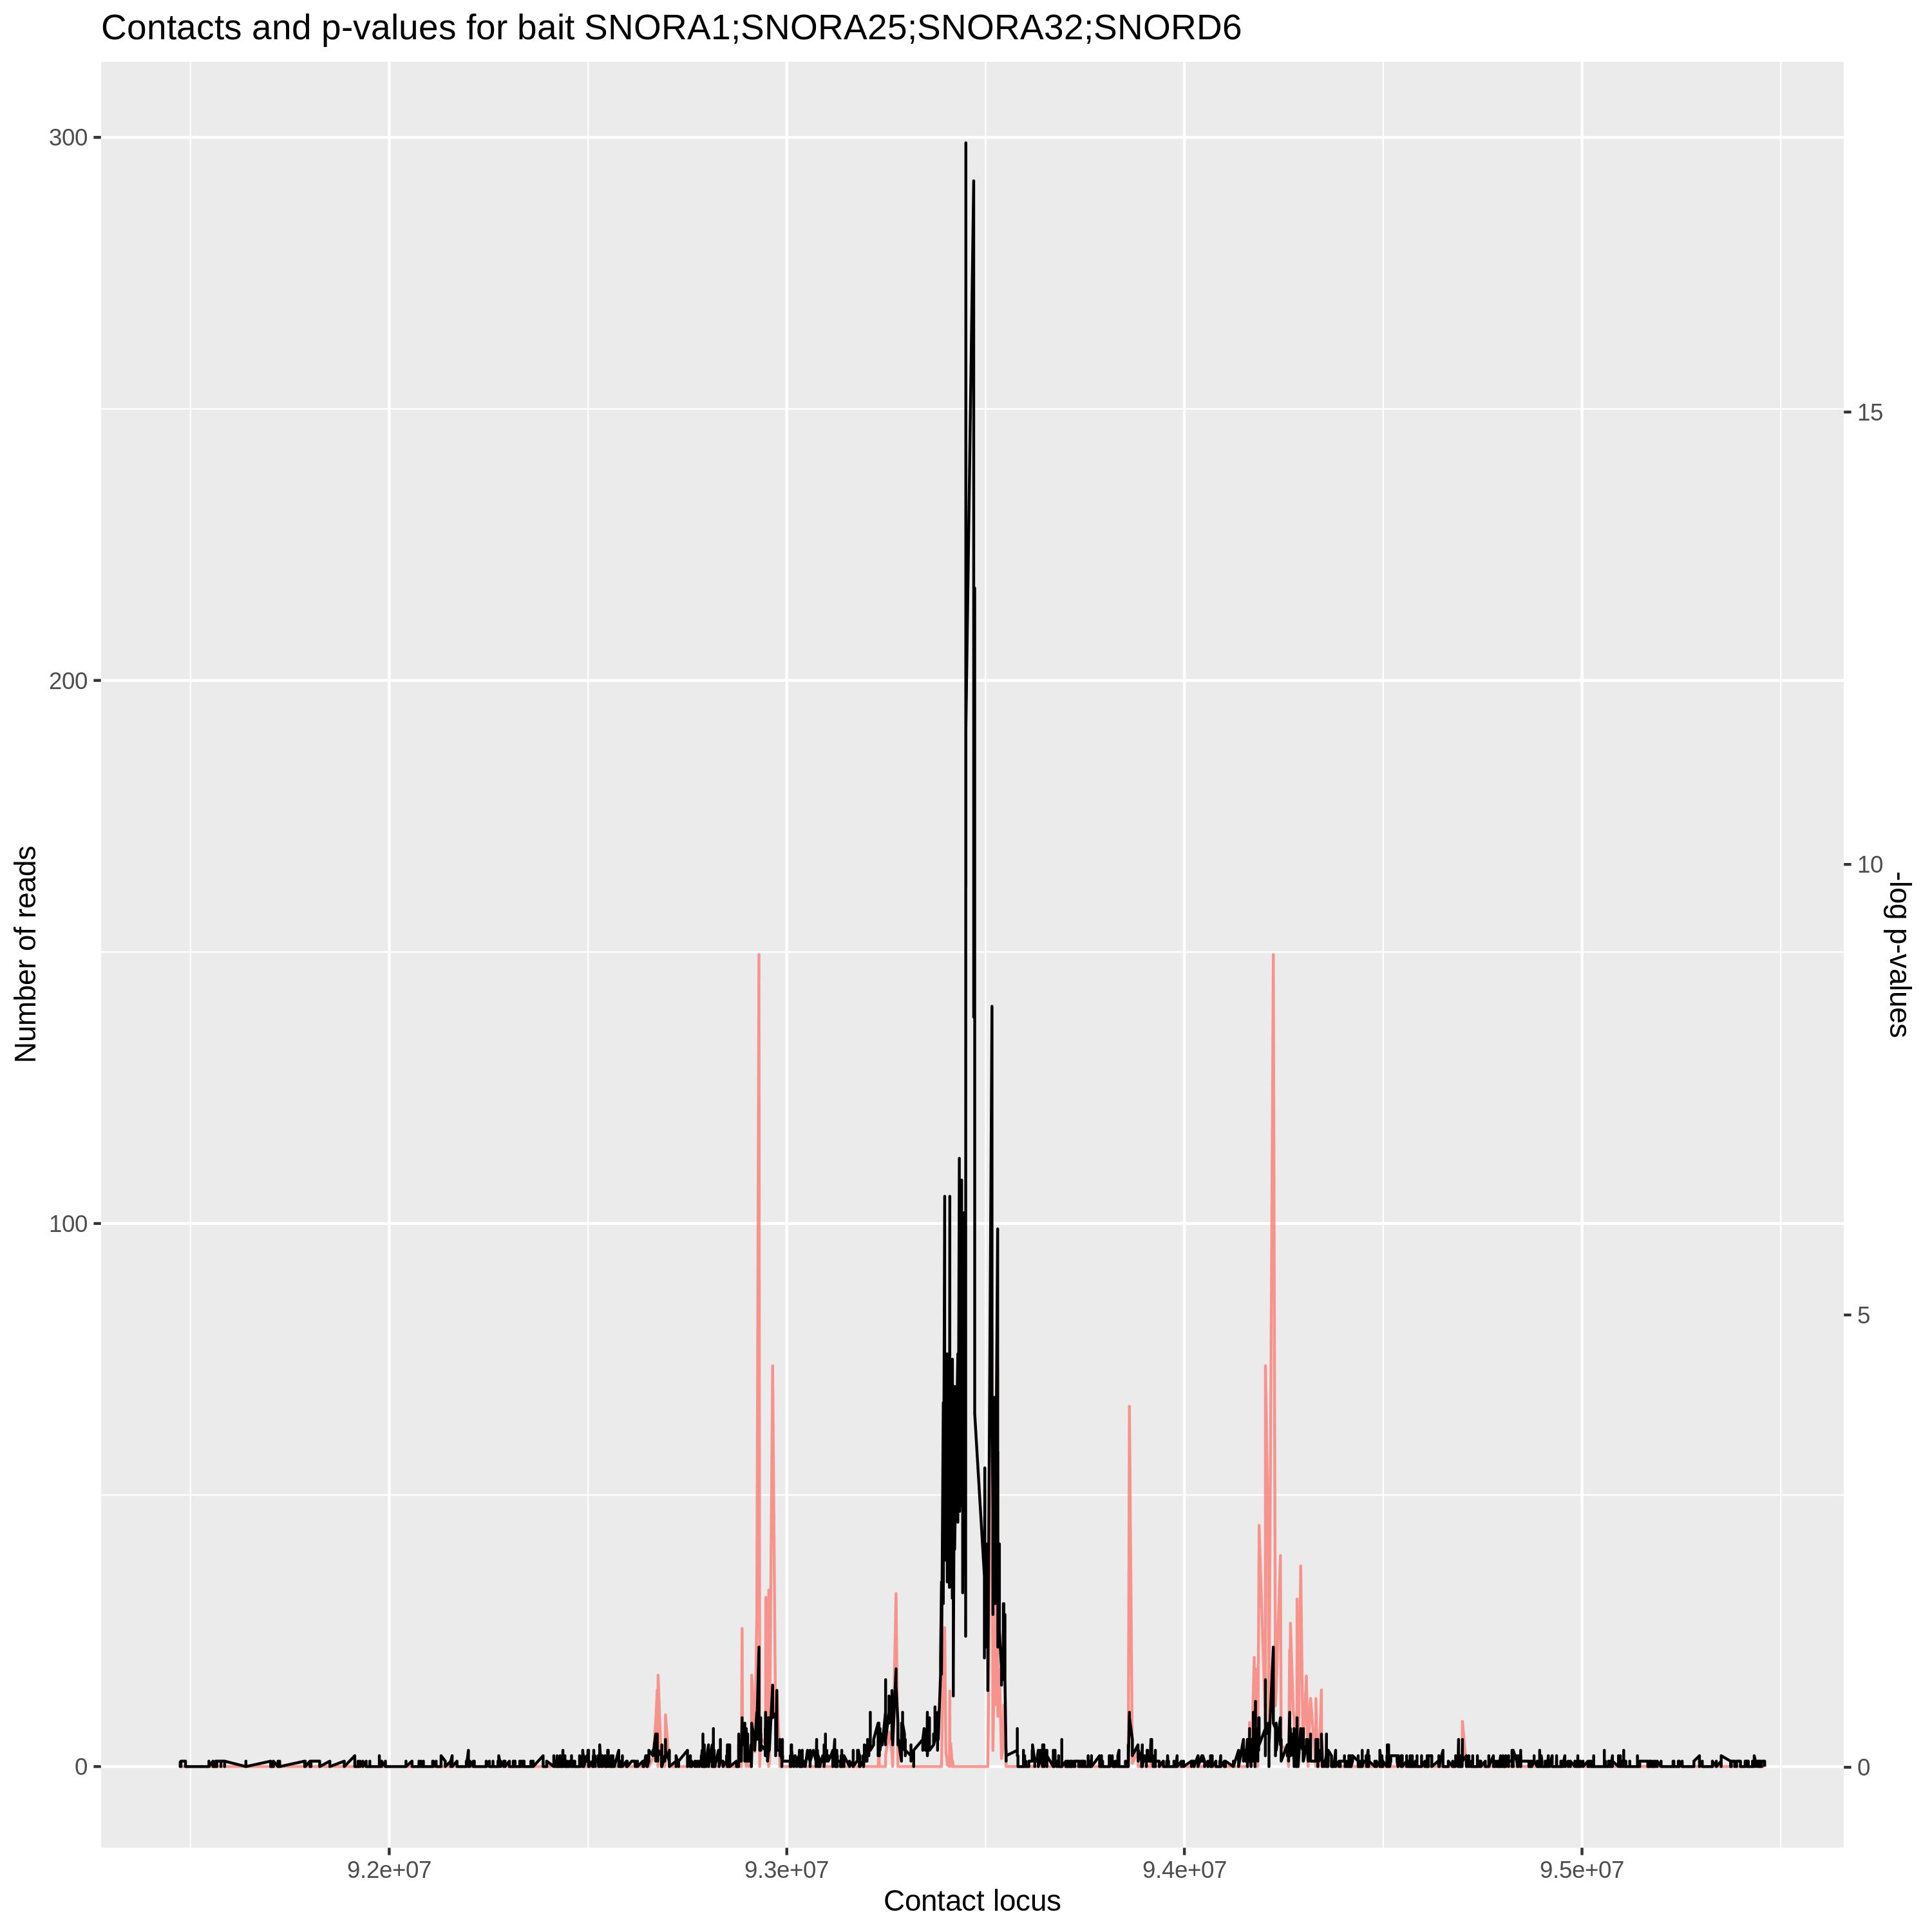 Contacts and p-values for bait SNORA1;SNORA25;SNORA32;SNORD6
300
200
100
0
Number of reads
15
10
5
0
-log p-values
9.2e+07
9.3e+07
9.4e+07
9.5e+07
Contact locus